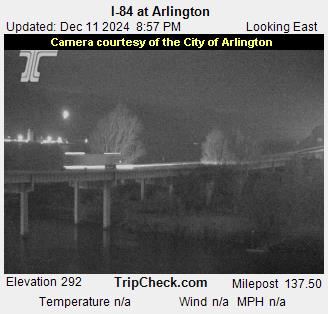 I-84 at Arlington
Updated: Dec 11 2024 8:57 PM Looking East
Camera courtesy of the City of Arlington
Elevation 292 TripCheck.com Milepost 137.50
Temperature n/a Wind n/a MPH n/a